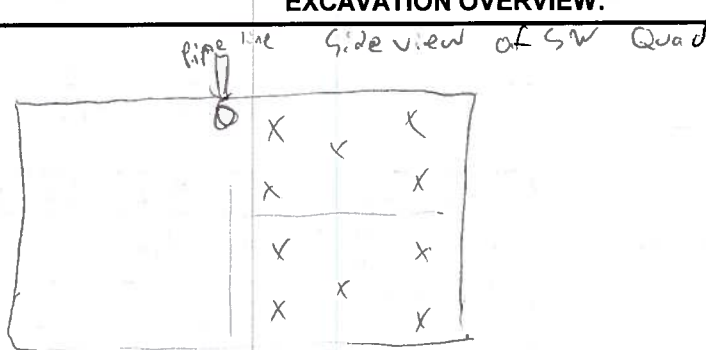 EXCAVATION OVERVIEW:
Pipe line Side view of SW Quad
X X X
X X
X X
X X X